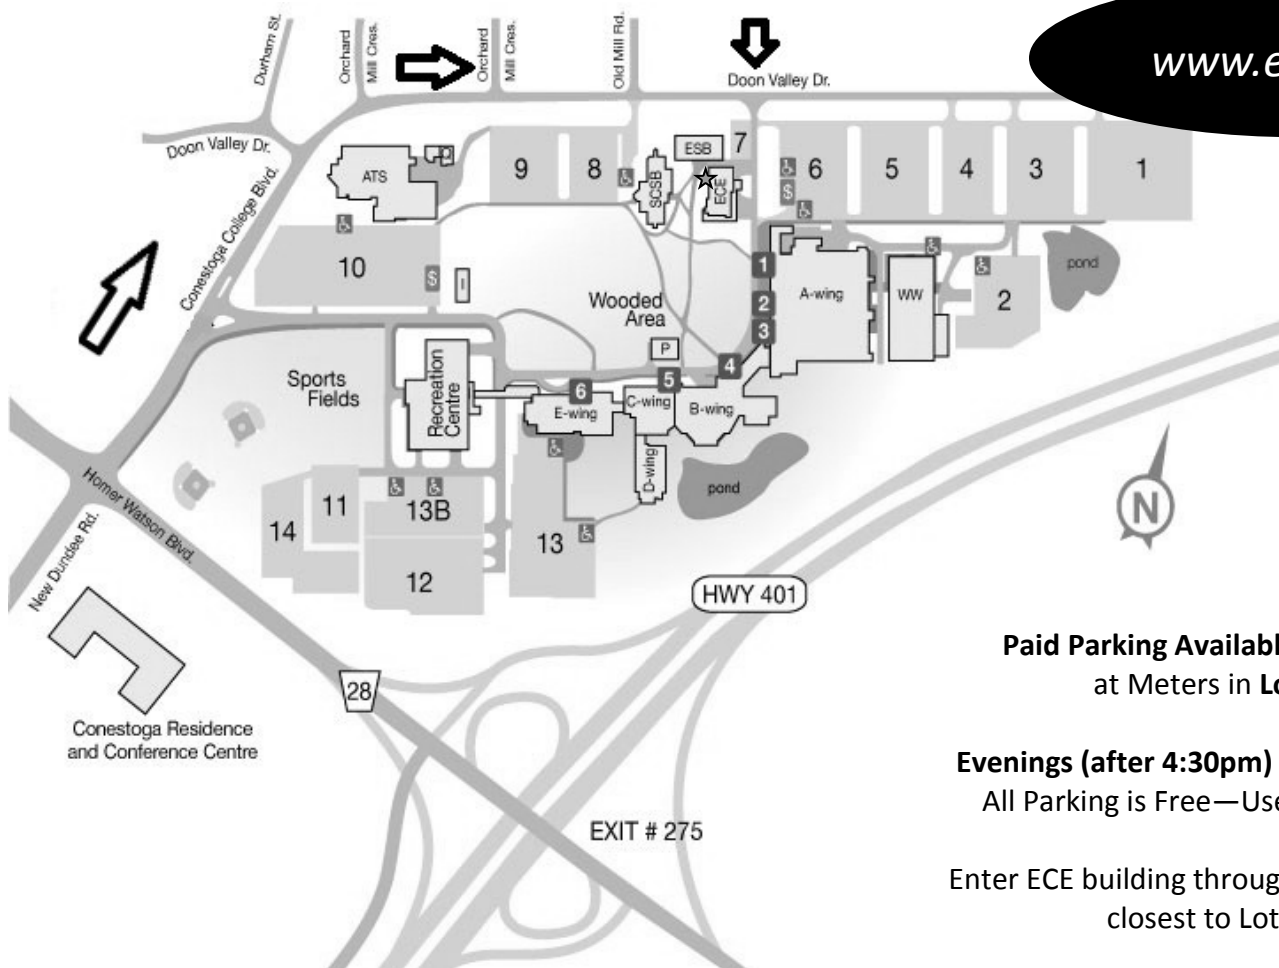 Durham St.
Orchard
Mill Cres.
Orchard
Mill Cres.
Old Mill Rd.
Doon Valley Dr.
www.e
Doon Valley Dr.
Conestoga College Blvd.
ATS
9
8
SCSB
ESB
7
ECE
6
5
4
3
1
$
10
$
I
Wooded
Area
1
2
3
A-wing
WW
2
pond
P
4
5
6
Sports
Fields
Recreation
Centre
E-wing
C-wing
B-wing
D-wing
pond
N
Homer Watson Blvd.
New Dundee Rd.
14
11
13B
12
13
HWY 401
28
Conestoga Residence
and Conference Centre
EXIT # 275
Paid Parking Availabl
at Meters in Lo
Evenings (after 4:30pm)
All Parking is Free—Use
Enter ECE building throug
closest to Lot